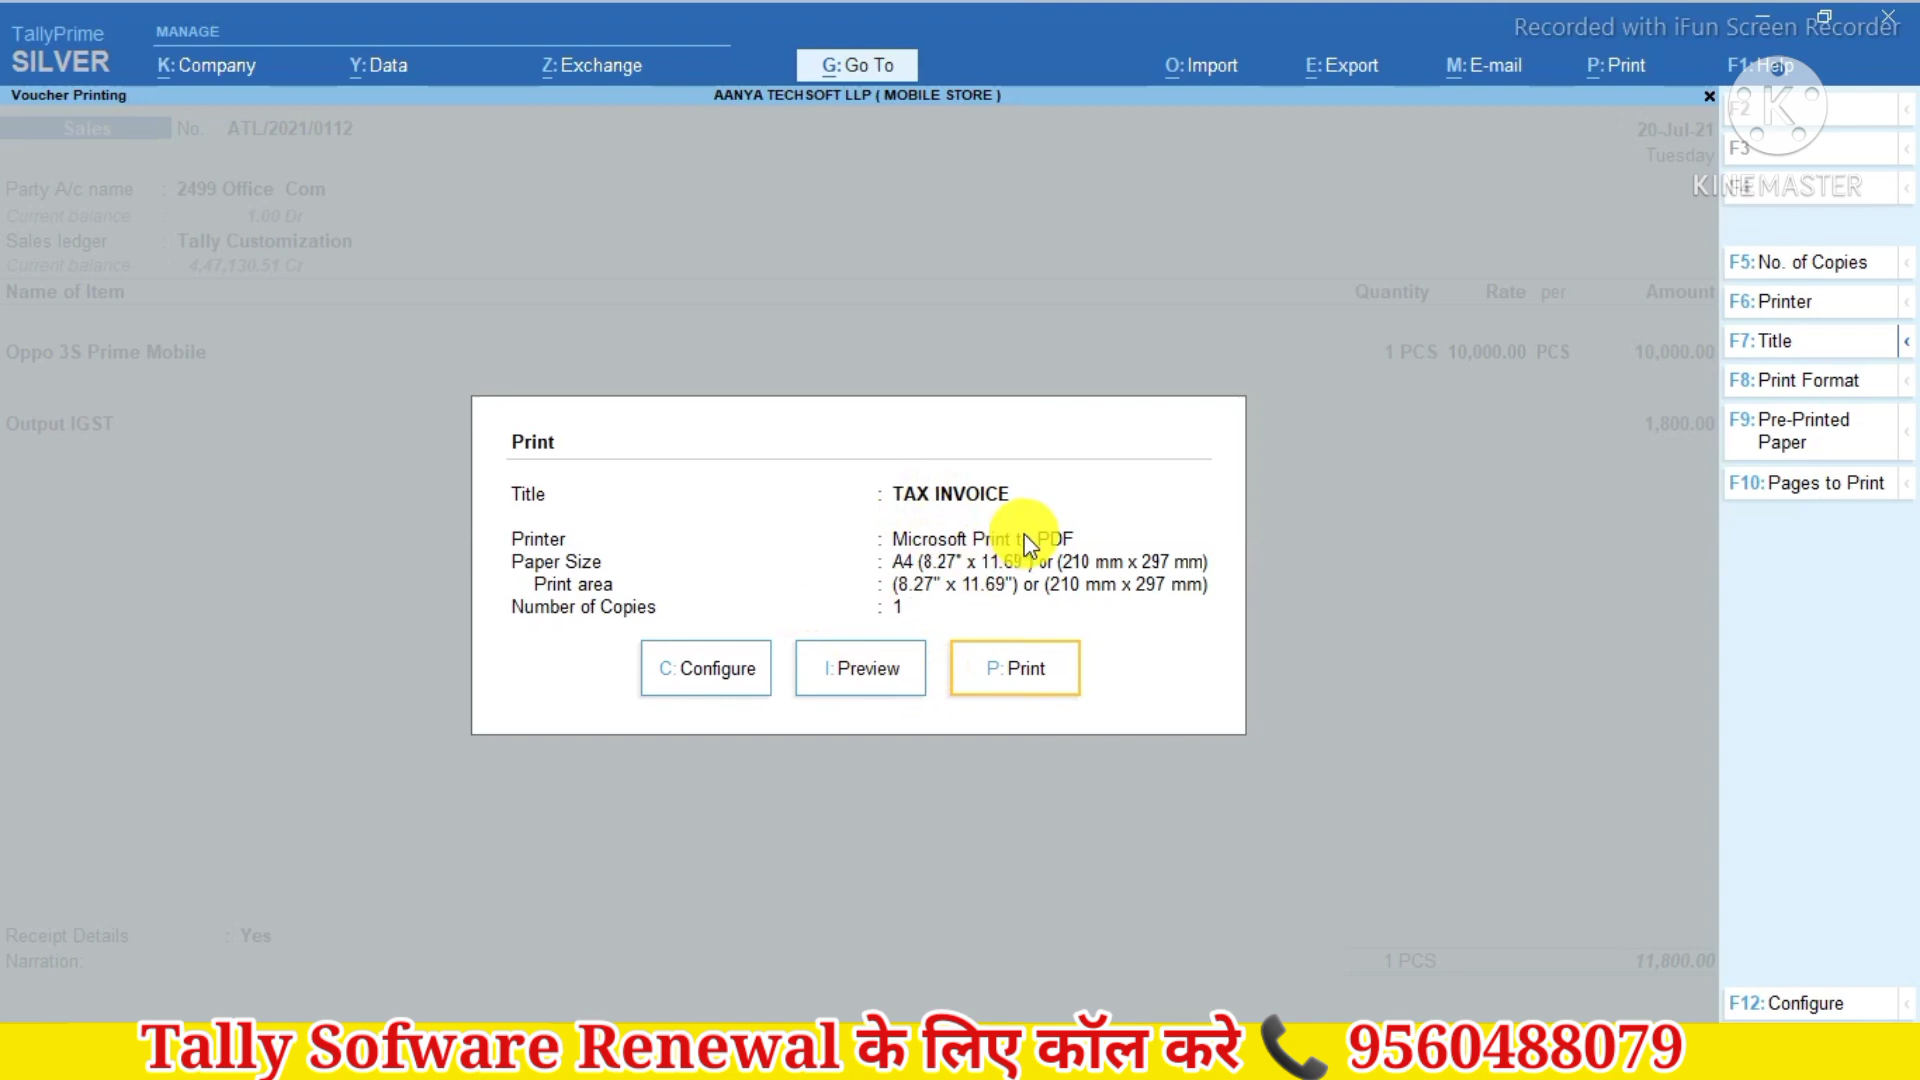 Recorded with iFun Screen Recorder
TallyPrime
SILVER
MANAGE
K: Company
Y: Data
Z: Exchange
G: Go To
O: Import
E: Export
M: E-mail
P: Print
F1: Help
Voucher Printing
AANYA TECHSOFT LLP ( MOBILE STORE )
Sales No. ATL/2021/0112
20-Jul-21
Tuesday
Party A/c name : 2499 Office Com
Current balance : 1.00 Dr
Sales ledger : Tally Customization
Current balance : 4,47,130.51 Cr
Name of Item Quantity Rate per Amount
Oppo 3S Prime Mobile 1 PCS 10,000.00 PCS 10,000.00
Output IGST 1,800.00
Print
Title : TAX INVOICE
Printer : Microsoft Print to PDF
Paper Size : A4 (8.27" x 11.69") or (210 mm x 297 mm)
Print area : (8.27" x 11.69") or (210 mm x 297 mm)
Number of Copies : 1
C: Configure
I: Preview
P: Print
Receipt Details : Yes
Narration:
1 PCS 11,800.00
F2
F3
F4
K
KINEMASTER
F5: No. of Copies
F6: Printer
F7: Title
F8: Print Format
F9: Pre-Printed
Paper
F10: Pages to Print
F12: Configure
Tally Sofware Renewal के लिए कॉल करे 📞 9560488079